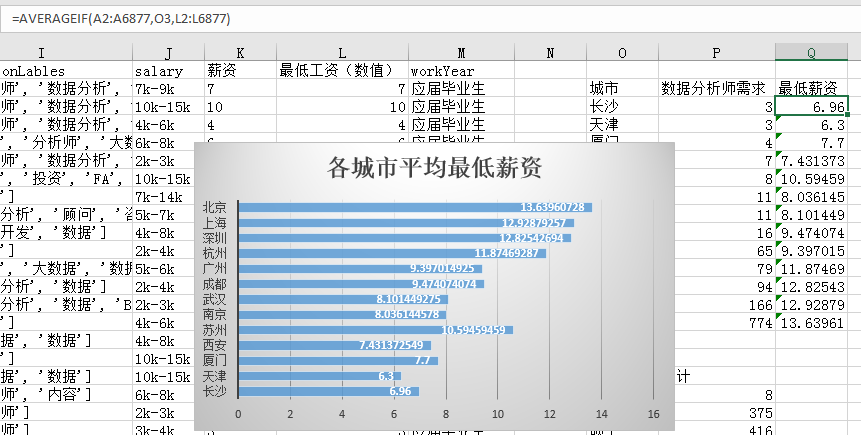 =AVERAGEIF(A2:A6877,O3,L2:L6877)
I J K L M N O P Q
onLables salary 薪资 最低工资（数值） workYear
师', '数据分析', 7k-9k 7 7 应届毕业生 城市 数据分析师需求 最低薪资
师', '数据分析', 10k-15k 10 10 应届毕业生 长沙 3 6.96
师', '数据分析', 4k-6k 4 4 应届毕业生 天津 3 6.3
', '分析师', '大数 6k-8k 应届毕业生 厦门 4 7.7
师', '数据分析', 2k-3k 7 7.431373
', '投资', 'FA', 10k-15k 8 10.59459
'] 7k-14k 11 8.036145
分析', '顾问', 5k-7k 11 8.101449
开发', '数据'] 4k-8k 16 9.474074
'] 2k-4k 65 9.397015
', '大数据', '数据 5k-6k 79 11.87469
分析', '数据'] 2k-4k 94 12.82543
分析', '数据', 'B 2k-3k 166 12.92879
'] 4k-6k 774 13.63961
据', '数据'] 4k-8k
'] 10k-15k
据', '数据'] 10k-15k 计
师', '内容'] 6k-8k 8
师'] 2k-3k 375
师'] 3k-4k 应届毕业生 416
各城市平均最低薪资
北京 13.63960728
上海 12.92879257
深圳 12.82542694
杭州 11.87469287
广州 9.397014925
成都 9.474074074
武汉 8.101449275
南京 8.036144578
苏州 10.59459459
西安 7.431372549
厦门 7.7
天津 6.3
长沙 6.96
0 2 4 6 8 10 12 14 16